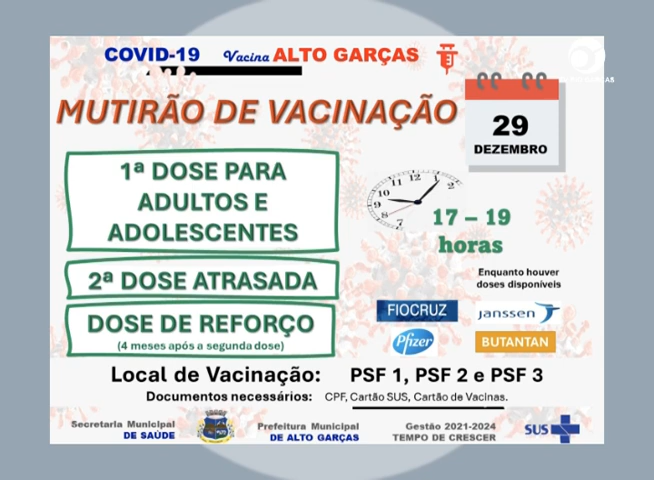 COVID-19 Vacina ALTO GARÇAS
MUTIRÃO DE VACINAÇÃO
29
DEZEMBRO
1ª DOSE PARA
ADULTOS E
ADOLESCENTES
17 – 19
horas
2ª DOSE ATRASADA
Enquanto houver
doses disponíveis
DOSE DE REFORÇO
(4 meses após a segunda dose)
FIOCRUZ
janssen
Pfizer
BUTANTAN
Local de Vacinação: PSF 1, PSF 2 e PSF 3
Documentos necessários: CPF, Cartão SUS, Cartão de Vacinas.
Secretaria Municipal
DE SAÚDE
Prefeitura Municipal
DE ALTO GARÇAS
Gestão 2021-2024
TEMPO DE CRESCER
SUS